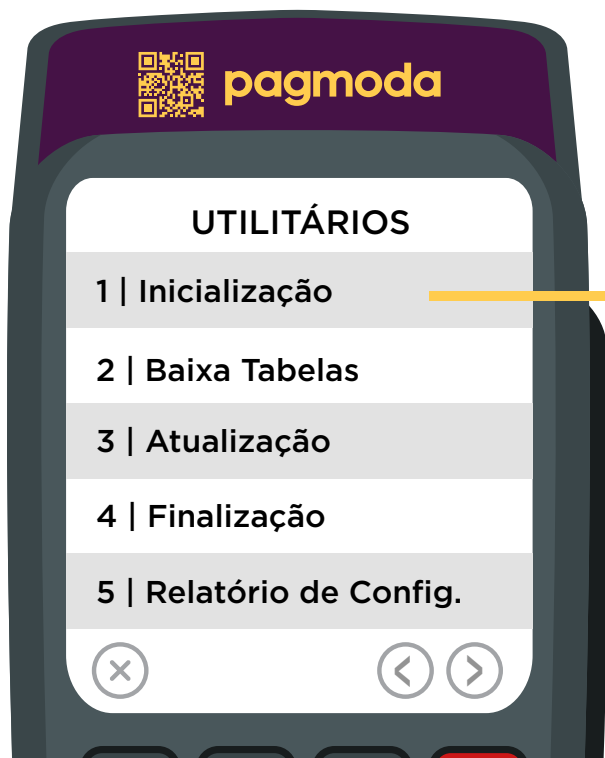 pagmoda
UTILITÁRIOS
1 | Inicialização
2 | Baixa Tabelas
3 | Atualização
4 | Finalização
5 | Relatório de Config.